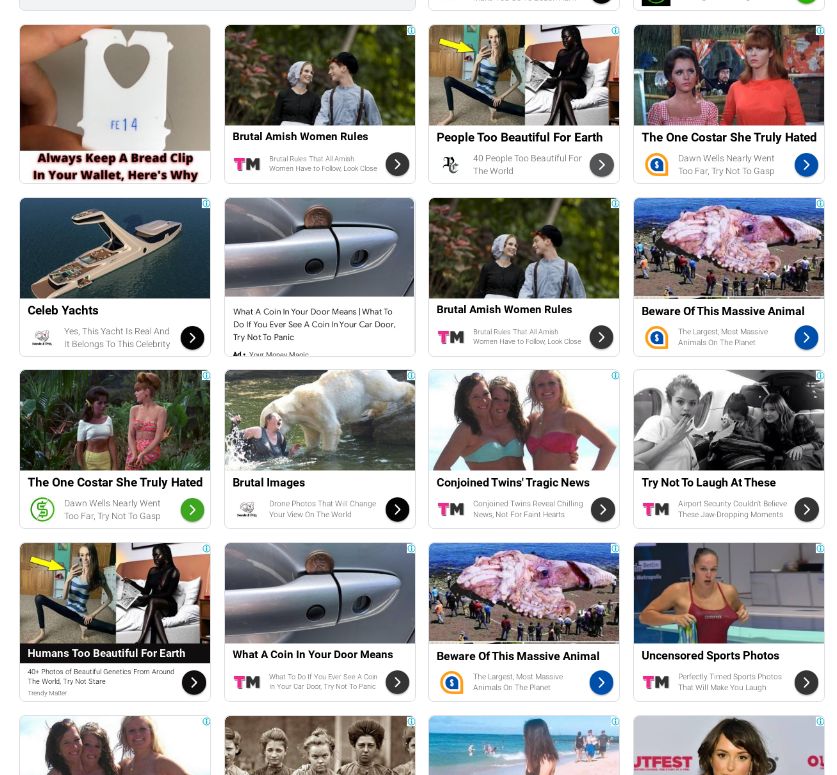 FE14
Always Keep A Bread Clip
In Your Wallet, Here's Why
Brutal Amish Women Rules
TM
Brutal Rules That All Amish
Women Have to Follow, Look Close
People Too Beautiful For Earth
40 People Too Beautiful For
The World
The One Costar She Truly Hated
Dawn Wells Nearly Went
Too Far, Try Not To Gasp
Celeb Yachts
Yes, This Yacht Is Real And
It Belongs To This Celebrity
What A Coin In Your Door Means | What To
Do If You Ever See A Coin In Your Car Door,
Try Not To Panic
Ad • Your Money Magic
Brutal Amish Women Rules
TM
Brutal Rules That All Amish
Women Have to Follow, Look Close
Beware Of This Massive Animal
The Largest, Most Massive
Animals On The Planet
The One Costar She Truly Hated
Dawn Wells Nearly Went
Too Far, Try Not To Gasp
Brutal Images
Drone Photos That Will Change
Your View On The World
Conjoined Twins' Tragic News
TM
Conjoined Twins Reveal Chilling
News, Not For Faint Hearts
Try Not To Laugh At These
TM
Airport Security Couldn't Believe
These Jaw-Dropping Moments
Humans Too Beautiful For Earth
40+ Photos of Beautiful Genetics From Around
The World, Try Not Stare
Trendy Matter
What A Coin In Your Door Means
TM
What To Do If You Ever See A Coin
in Your Car Door, Try Not To Panic
Beware Of This Massive Animal
The Largest, Most Massive
Animals On The Planet
Berlin
Metropolis
Uncensored Sports Photos
TM
Perfectly Timed Sports Photos
That Will Make You Laugh
UTFEST